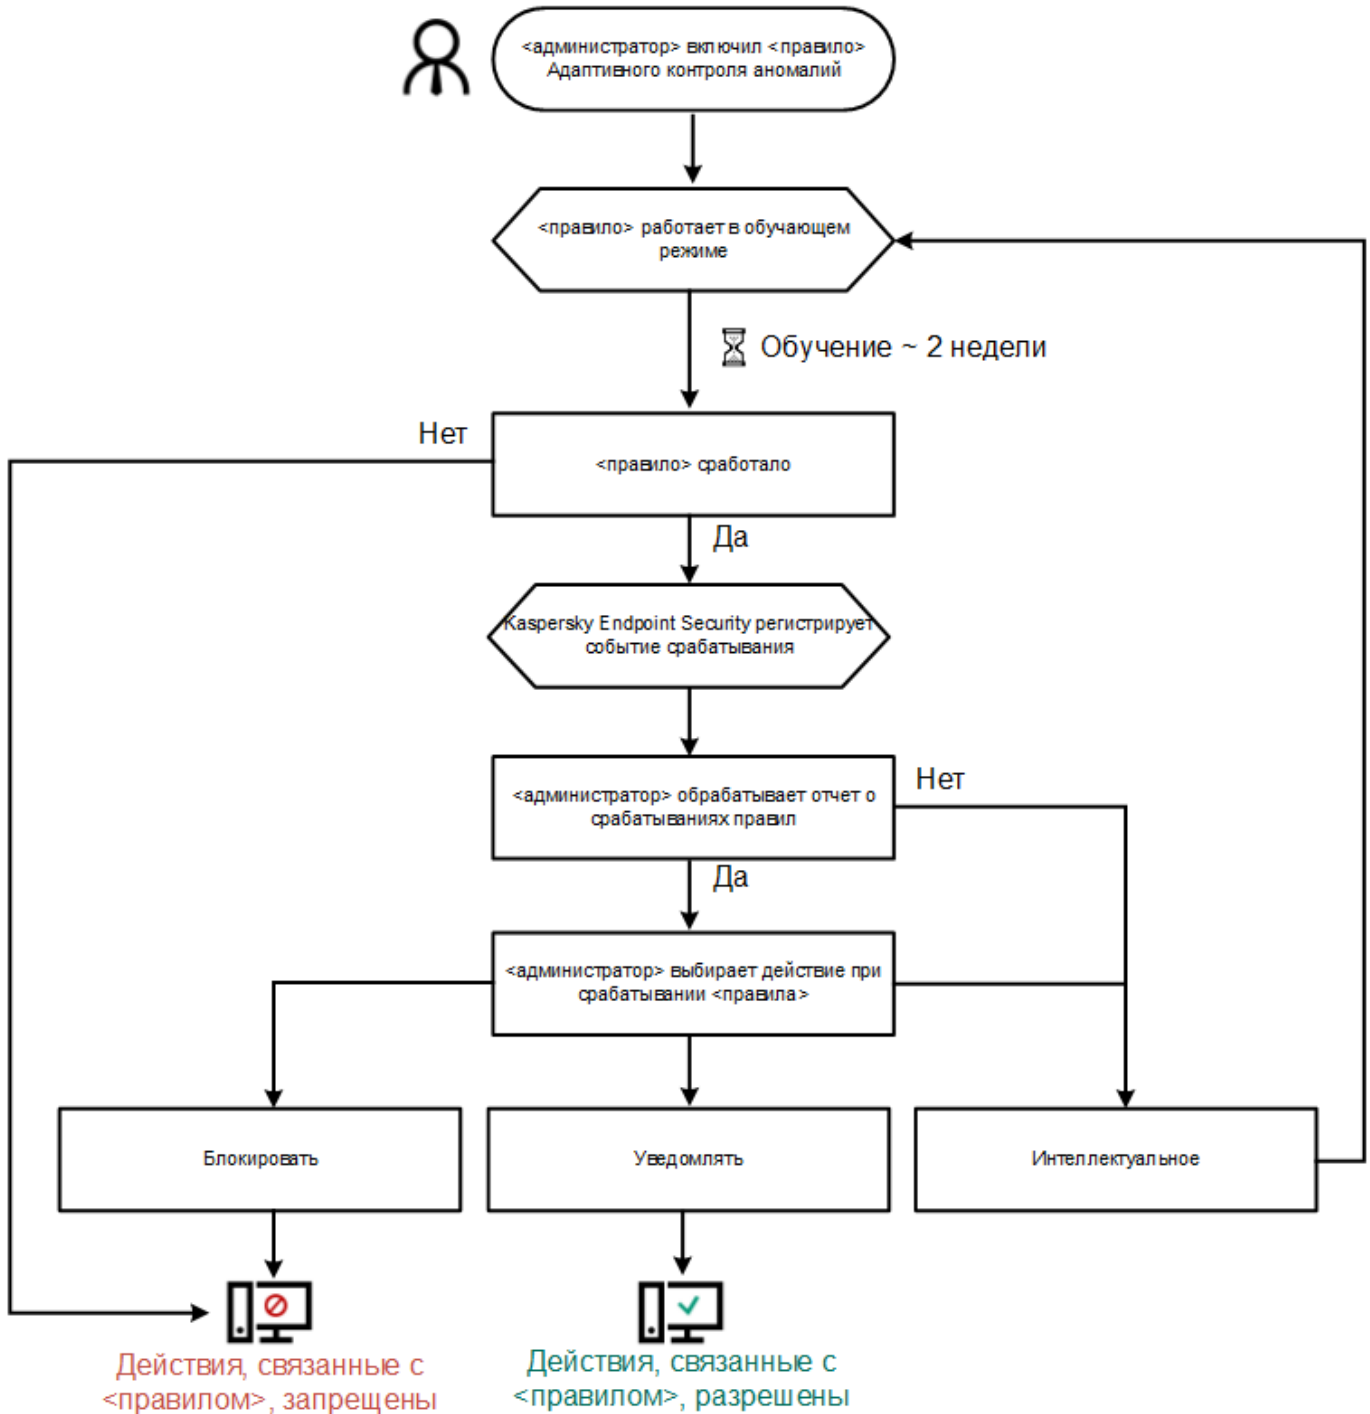 <администратор> включил <правило>
Адаптивного контроля аномалий
<правило> работает в обучающем
режиме
Обучение ~ 2 недели
Нет
<правило> сработало
Да
Kaspersky Endpoint Security регистрирует
событие срабатывания
<администратор> обрабатывает отчет о
срабатываниях правил
Нет
Да
<администратор> выбирает действие при
срабатывании <правила>
Блокировать
Уведомлять
Интеллектуальное
Действия, связанные с
<правилом>, запрещены
Действия, связанные с
<правилом>, разрешены